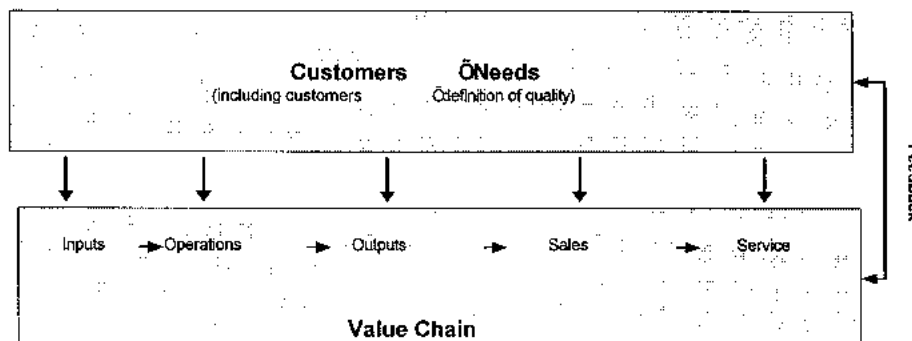 Customers ÕNeeds
(including customers Õdefinition of quality)
Inputs Operations Outputs Sales Service
Value Chain